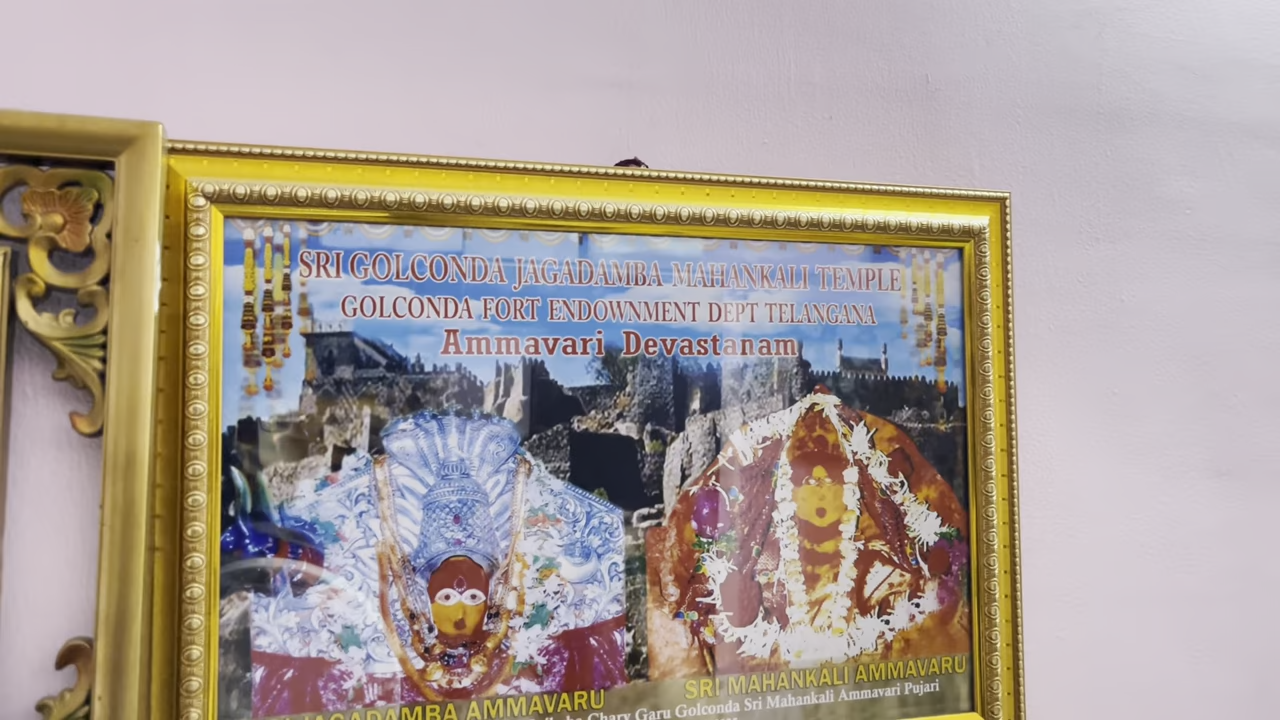 SRI GOLCONDA JAGADAMBA MAHANKALI TEMPLE
GOLCONDA FORT ENDOWNMENT DEPT TELANGANA
Ammavari Devastanam
JAGADAMBA AMMAVARU
SRI MAHANKALI AMMAVARU
Chary Garu Golconda Sri Mahankali Ammavari Pujari